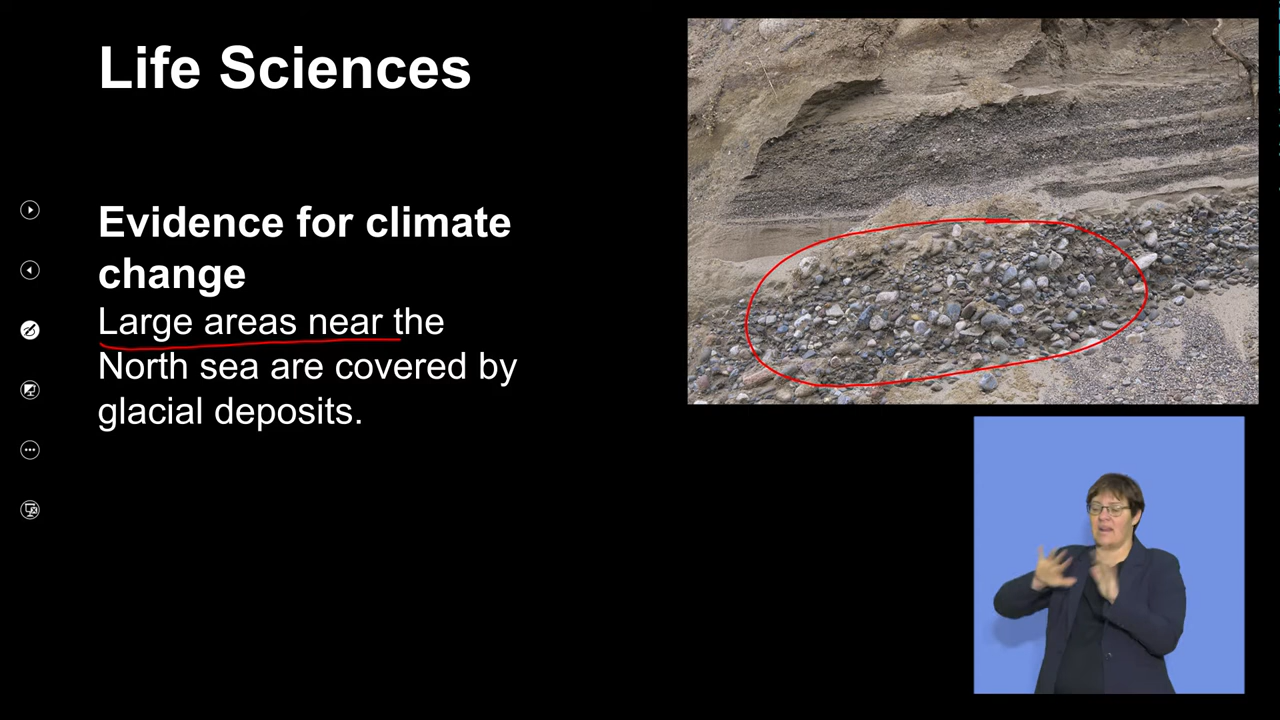 Life Sciences
Evidence for climate
change
Large areas near the
North sea are covered by
glacial deposits.